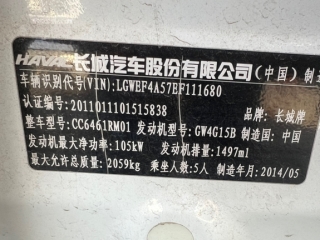 HAVAL 长城汽车股份有限公司(中国)制造
车辆识别代号(VIN):LGWEF4A57EF111680
认证编号:2011011101515838 品 牌:长城牌
整车型号:CC6461RM01 发动机型号:GW4G15B 制造国:中国
发动机最大净功率:105kW 发动机排量:1497ml
最大允许总质量:2059kg 乘坐人数:5人 制造年月:2014/05